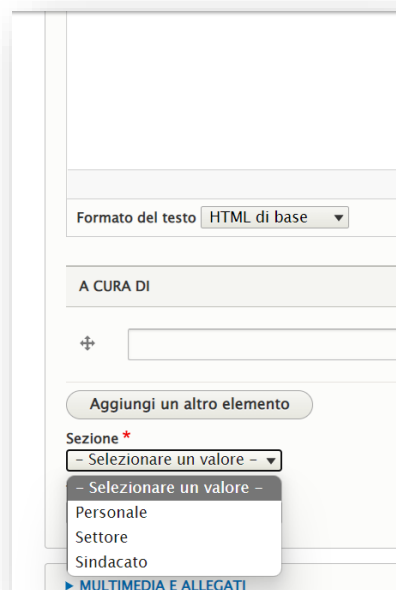 Formato del testo HTML di base
A CURA DI
Aggiungi un altro elemento
Sezione *
– Selezionare un valore –
– Selezionare un valore –
Personale
Settore
Sindacato
MULTIMEDIA E ALLEGATI